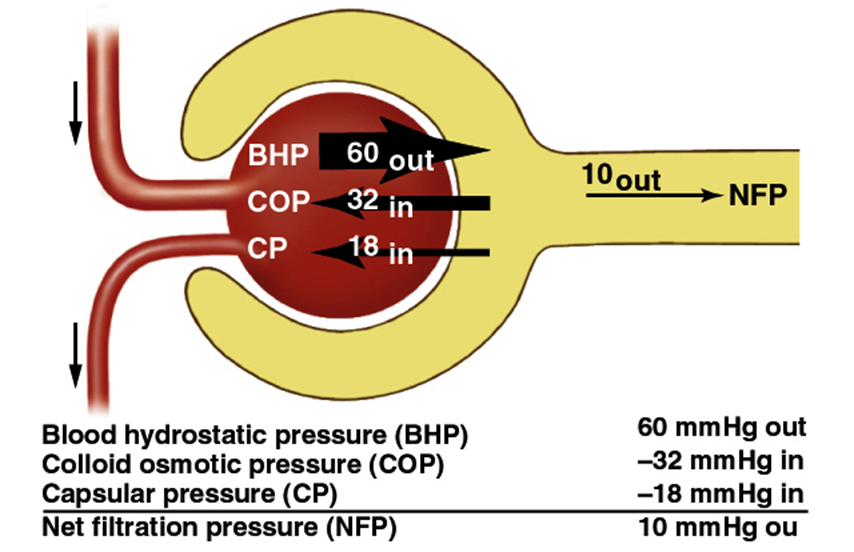 BHP 60 out
COP 32 in
CP 18 in
10 out NFP
Blood hydrostatic pressure (BHP) 60 mmHg out
Colloid osmotic pressure (COP) –32 mmHg in
Capsular pressure (CP) –18 mmHg in
Net filtration pressure (NFP) 10 mmHg ou